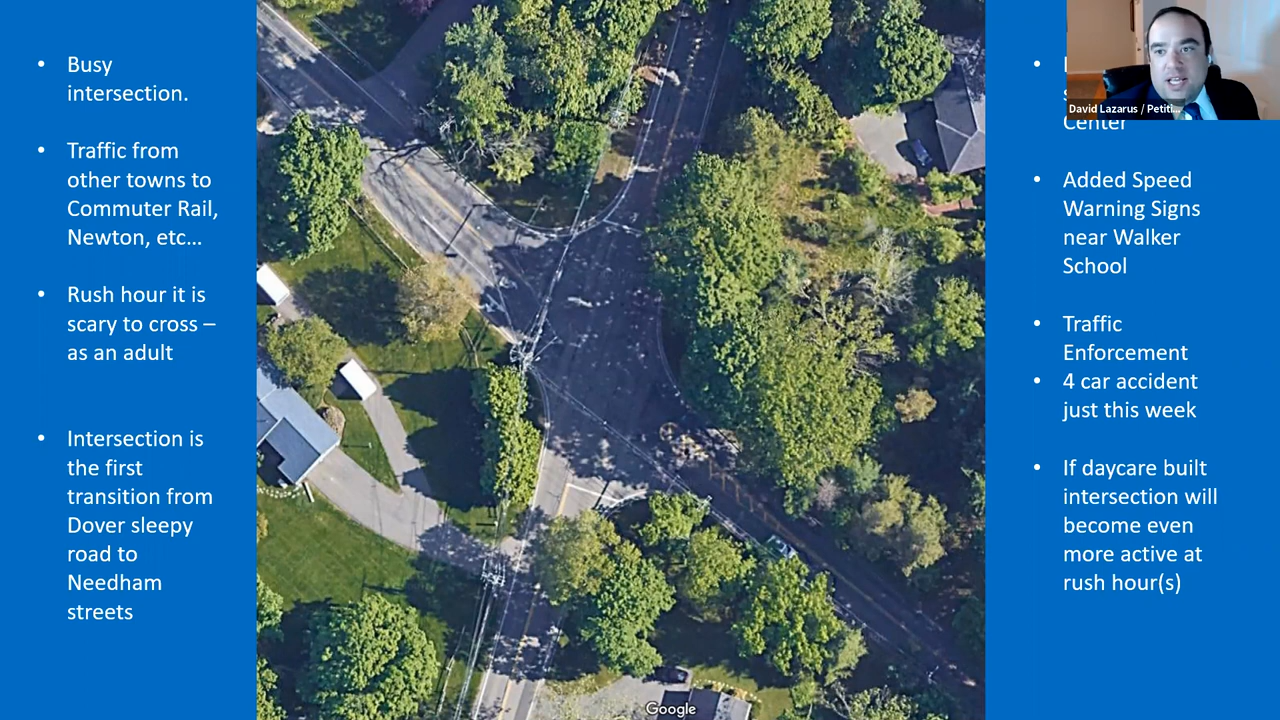 • Busy
intersection.
• Traffic from
other towns to
Commuter Rail,
Newton, etc...
• Rush hour it is
scary to cross –
as an adult
• Intersection is
the first
transition from
Dover sleepy
road to
Needham
streets
Google
David Lazarus / Petiti...
•
Center
• Added Speed
Warning Signs
near Walker
School
• Traffic
Enforcement
• 4 car accident
just this week
• If daycare built
intersection will
become even
more active at
rush hour(s)